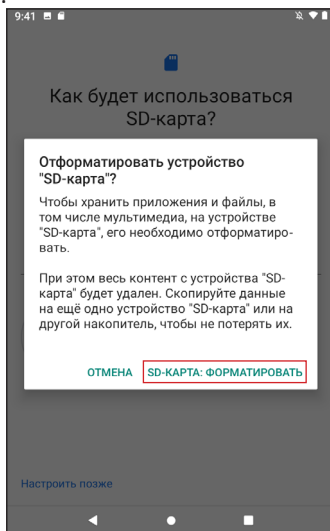 9:41
Как будет использоваться
SD-карта?
Отформатировать устройство
"SD-карта"?
Чтобы хранить приложения и файлы, в
том числе мультимедиа, на устройстве
"SD-карта", его необходимо отформатиро-
вать.
При этом весь контент с устройства "SD-
карта" будет удален. Скопируйте данные
на ещё одно устройство "SD-карта" или на
другой накопитель, чтобы не потерять их.
ОТМЕНА SD-КАРТА: ФОРМАТИРОВАТЬ
Настроить позже